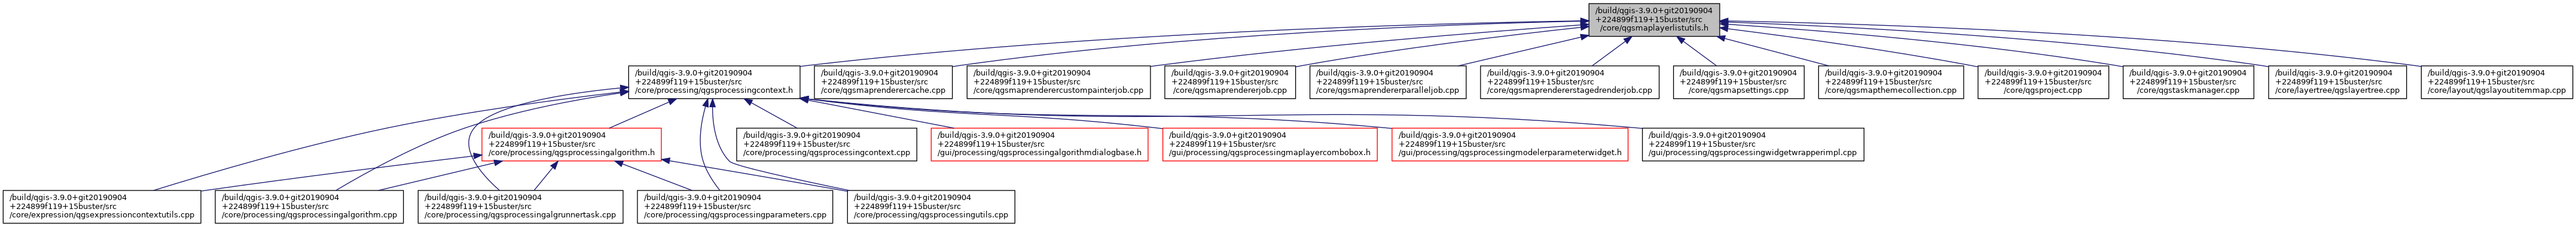 /build/qgis-3.9.0+git20190904
+224899f119+15buster/src
/core/qgsmaplayerlistutils.h
/build/qgis-3.9.0+git20190904
+224899f119+15buster/src
/core/processing/qgsprocessingcontext.h
/build/qgis-3.9.0+git20190904
+224899f119+15buster/src
/core/qgsmaprenderercache.cpp
/build/qgis-3.9.0+git20190904
+224899f119+15buster/src
/core/qgsmaprenderercustompainterjob.cpp
/build/qgis-3.9.0+git20190904
+224899f119+15buster/src
/core/qgsmaprendererjob.cpp
/build/qgis-3.9.0+git20190904
+224899f119+15buster/src
/core/qgsmaprendererparalleljob.cpp
/build/qgis-3.9.0+git20190904
+224899f119+15buster/src
/core/qgsmaprendererstagedrenderjob.cpp
/build/qgis-3.9.0+git20190904
+224899f119+15buster/src
/core/qgsmapsettings.cpp
/build/qgis-3.9.0+git20190904
+224899f119+15buster/src
/core/qgsmapthemecollection.cpp
/build/qgis-3.9.0+git20190904
+224899f119+15buster/src
/core/qgsproject.cpp
/build/qgis-3.9.0+git20190904
+224899f119+15buster/src
/core/qgstaskmanager.cpp
/build/qgis-3.9.0+git20190904
+224899f119+15buster/src
/core/layertree/qgslayertree.cpp
/build/qgis-3.9.0+git20190904
+224899f119+15buster/src
/core/layout/qgslayoutitemmap.cpp
/build/qgis-3.9.0+git20190904
+224899f119+15buster/src
/core/processing/qgsprocessingalgorithm.h
/build/qgis-3.9.0+git20190904
+224899f119+15buster/src
/core/processing/qgsprocessingcontext.cpp
/build/qgis-3.9.0+git20190904
+224899f119+15buster/src
/gui/processing/qgsprocessingalgorithmdialogbase.h
/build/qgis-3.9.0+git20190904
+224899f119+15buster/src
/gui/processing/qgsprocessingmaplayercombobox.h
/build/qgis-3.9.0+git20190904
+224899f119+15buster/src
/gui/processing/qgsprocessingmodelerparameterwidget.h
/build/qgis-3.9.0+git20190904
+224899f119+15buster/src
/gui/processing/qgsprocessingwidgetwrapperimpl.cpp
/build/qgis-3.9.0+git20190904
+224899f119+15buster/src
/core/expression/qgsexpressioncontextutils.cpp
/build/qgis-3.9.0+git20190904
+224899f119+15buster/src
/core/processing/qgsprocessingalgorithm.cpp
/build/qgis-3.9.0+git20190904
+224899f119+15buster/src
/core/processing/qgsprocessingalgrunnertask.cpp
/build/qgis-3.9.0+git20190904
+224899f119+15buster/src
/core/processing/qgsprocessingparameters.cpp
/build/qgis-3.9.0+git20190904
+224899f119+15buster/src
/core/processing/qgsprocessingutils.cpp